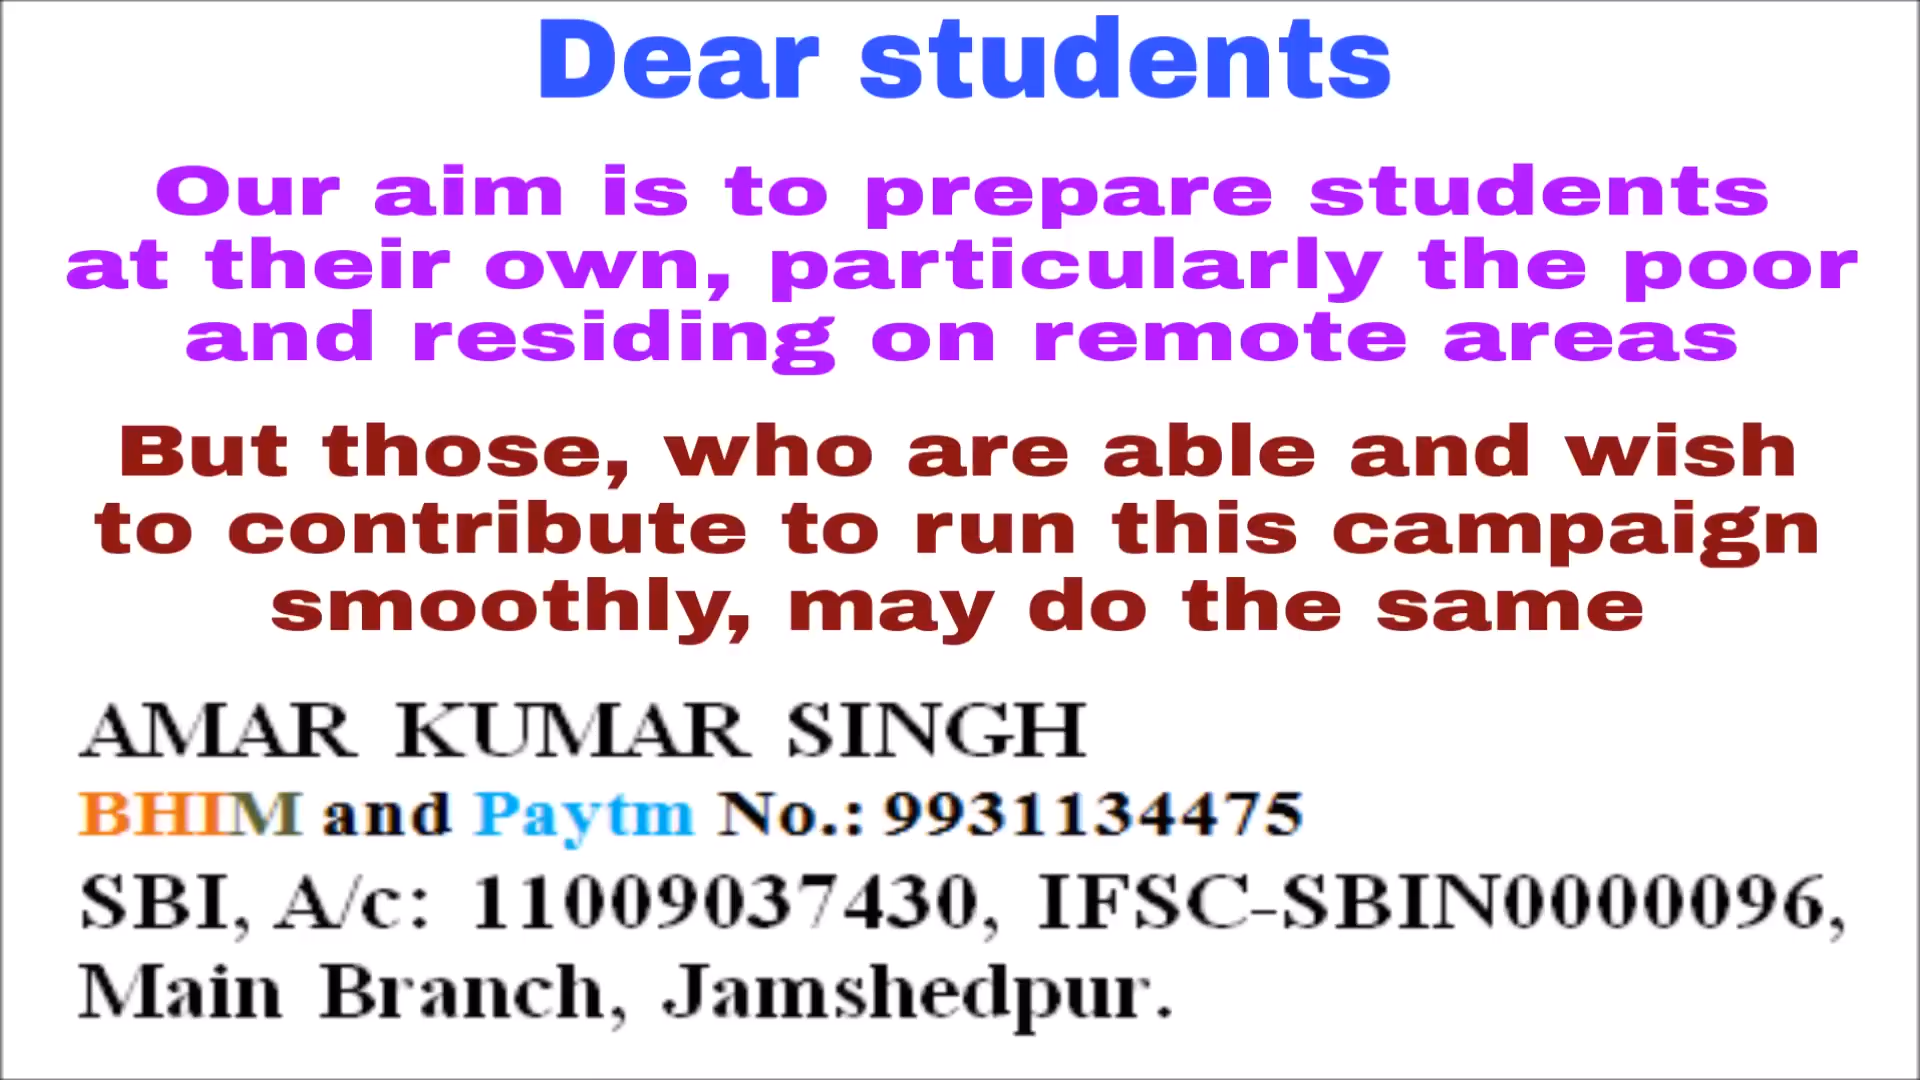 Dear students
Our aim is to prepare students
at their own, particularly the poor
and residing on remote areas
But those, who are able and wish
to contribute to run this campaign
smoothly, may do the same
AMAR KUMAR SINGH
BHIM and Paytm No.: 9931134475
SBI, A/c: 11009037430, IFSC-SBIN0000096,
Main Branch, Jamshedpur.